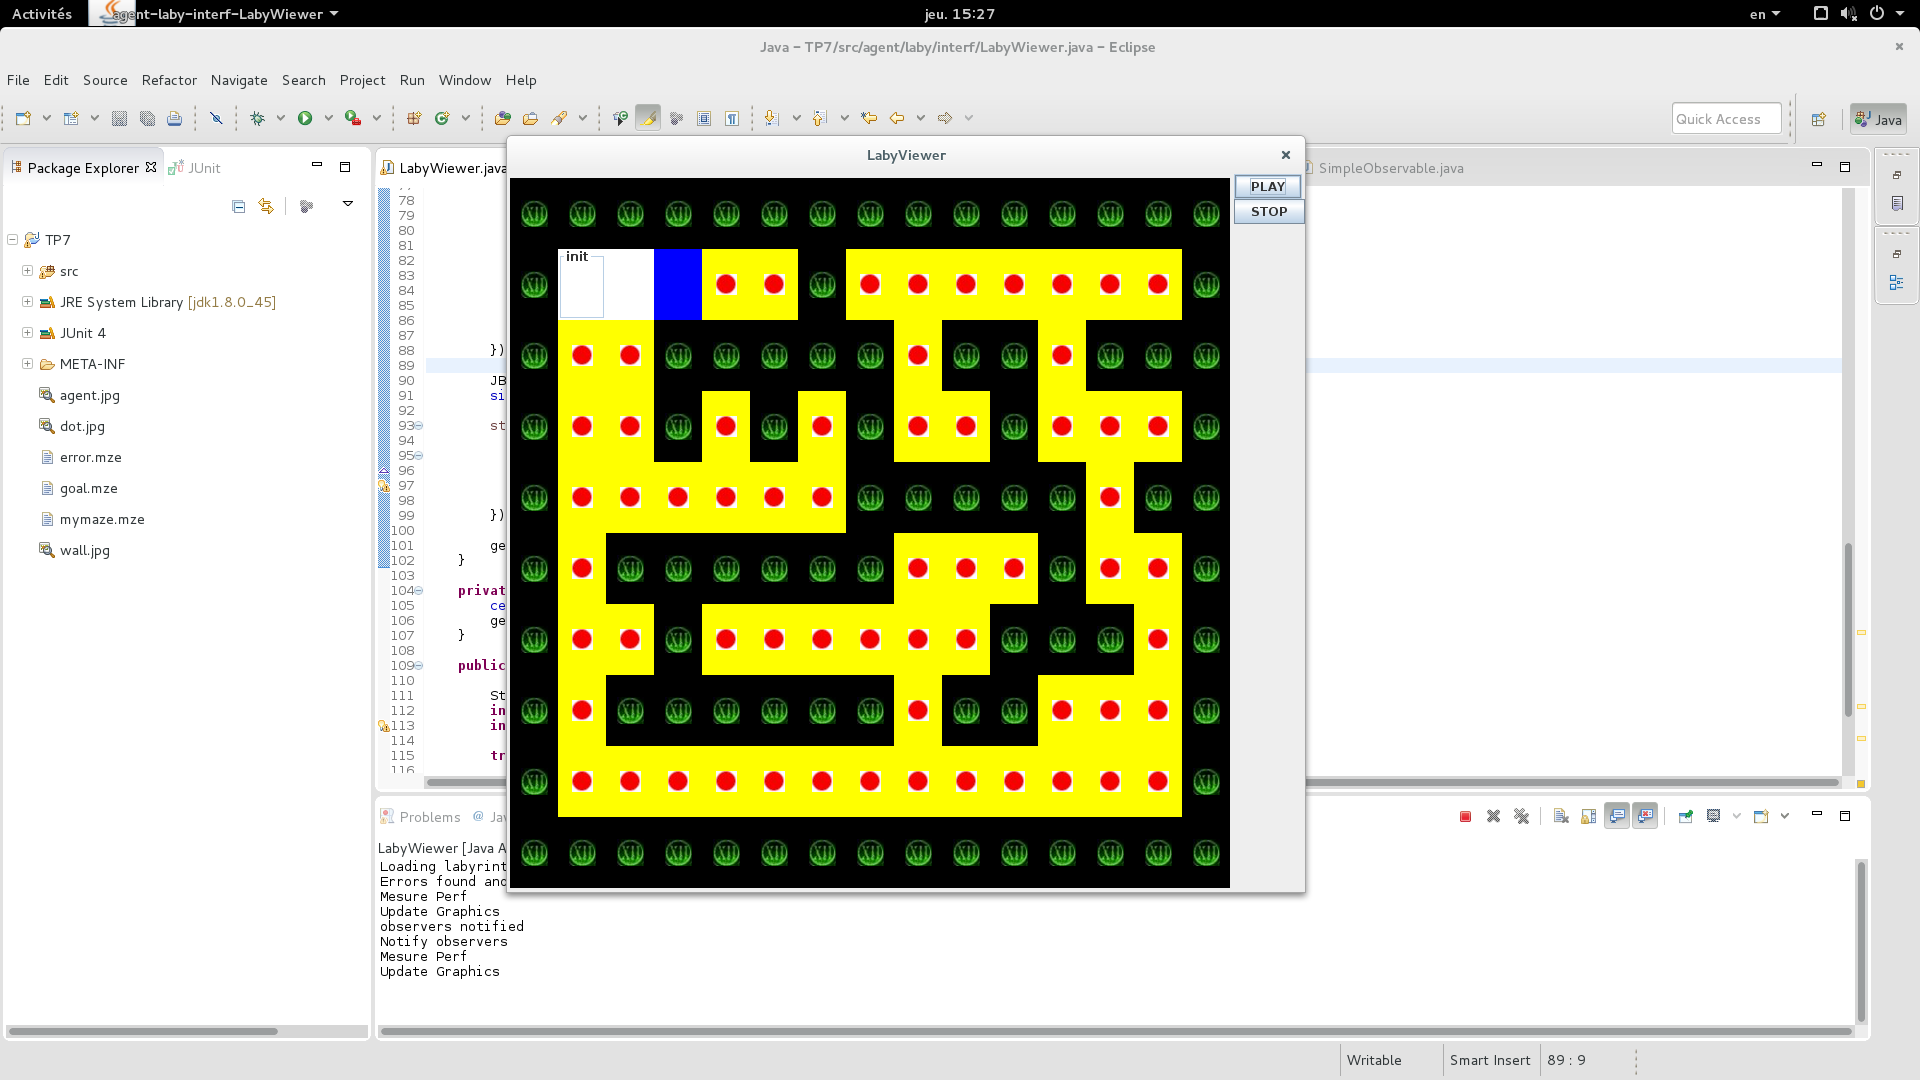 Activités
agent-laby-interf-LabyWiewer
jeu. 15:27
en
Java – TP7/src/agent/laby/interf/LabyWiewer.java – Eclipse
File Edit Source Refactor Navigate Search Project Run Window Help
Quick Access
Java
Package Explorer
JUnit
LabyWiewer.java
SimpleObservable.java
LabyViewer
PLAY
STOP
init
TP7
src
JRE System Library [jdk1.8.0_45]
JUnit 4
META-INF
agent.jpg
dot.jpg
error.mze
goal.mze
mymaze.mze
wall.jpg
78
79
80
81
82
83
84
85
86
87
88 })
89
90 JB
91 si
92
93 st
94
95
96
97
98
99 })
100
101 ge
102 }
103
104 privat
105 ce
106 ge
107 }
108
109 public
110
111 St
112 in
113 in
114
115 tr
116
Problems
@ Jav
LabyWiewer [Java A
Loading labyrint
Errors found and
Mesure Perf
Update Graphics
observers notified
Notify observers
Mesure Perf
Update Graphics
Writable
Smart Insert
89 : 9